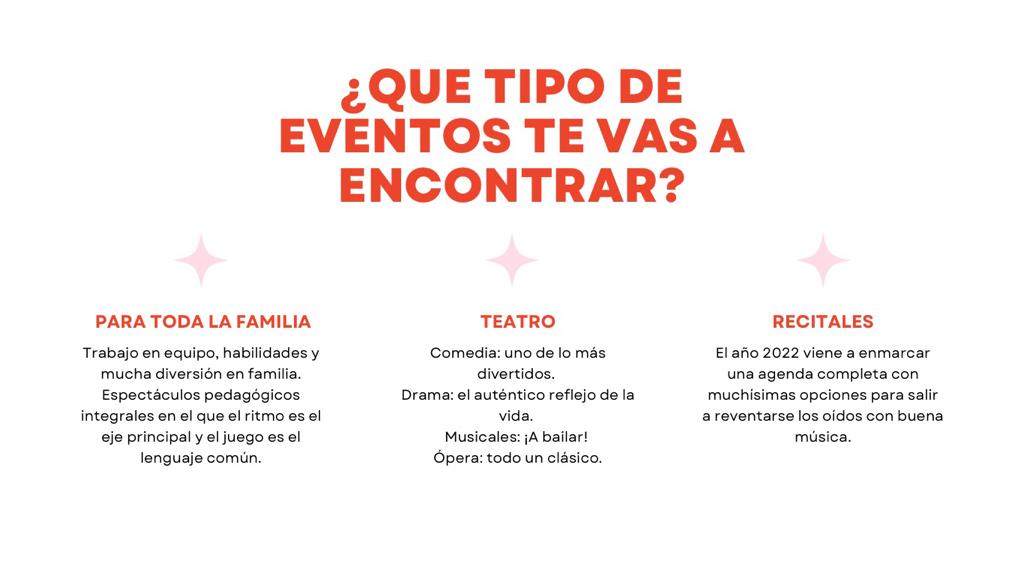 ¿QUE TIPO DE
EVENTOS TE VAS A
ENCONTRAR?
PARA TODA LA FAMILIA
Trabajo en equipo, habilidades y
mucha diversión en familia.
Espectáculos pedagógicos
integrales en el que el ritmo es el
eje principal y el juego es el
lenguaje común.
TEATRO
Comedia: uno de lo más
divertidos.
Drama: el auténtico reflejo de la
vida.
Musicales: ¡A bailar!
Ópera: todo un clásico.
RECITALES
El año 2022 viene a enmarcar
una agenda completa con
muchísimas opciones para salir
a reventarse los oídos con buena
música.